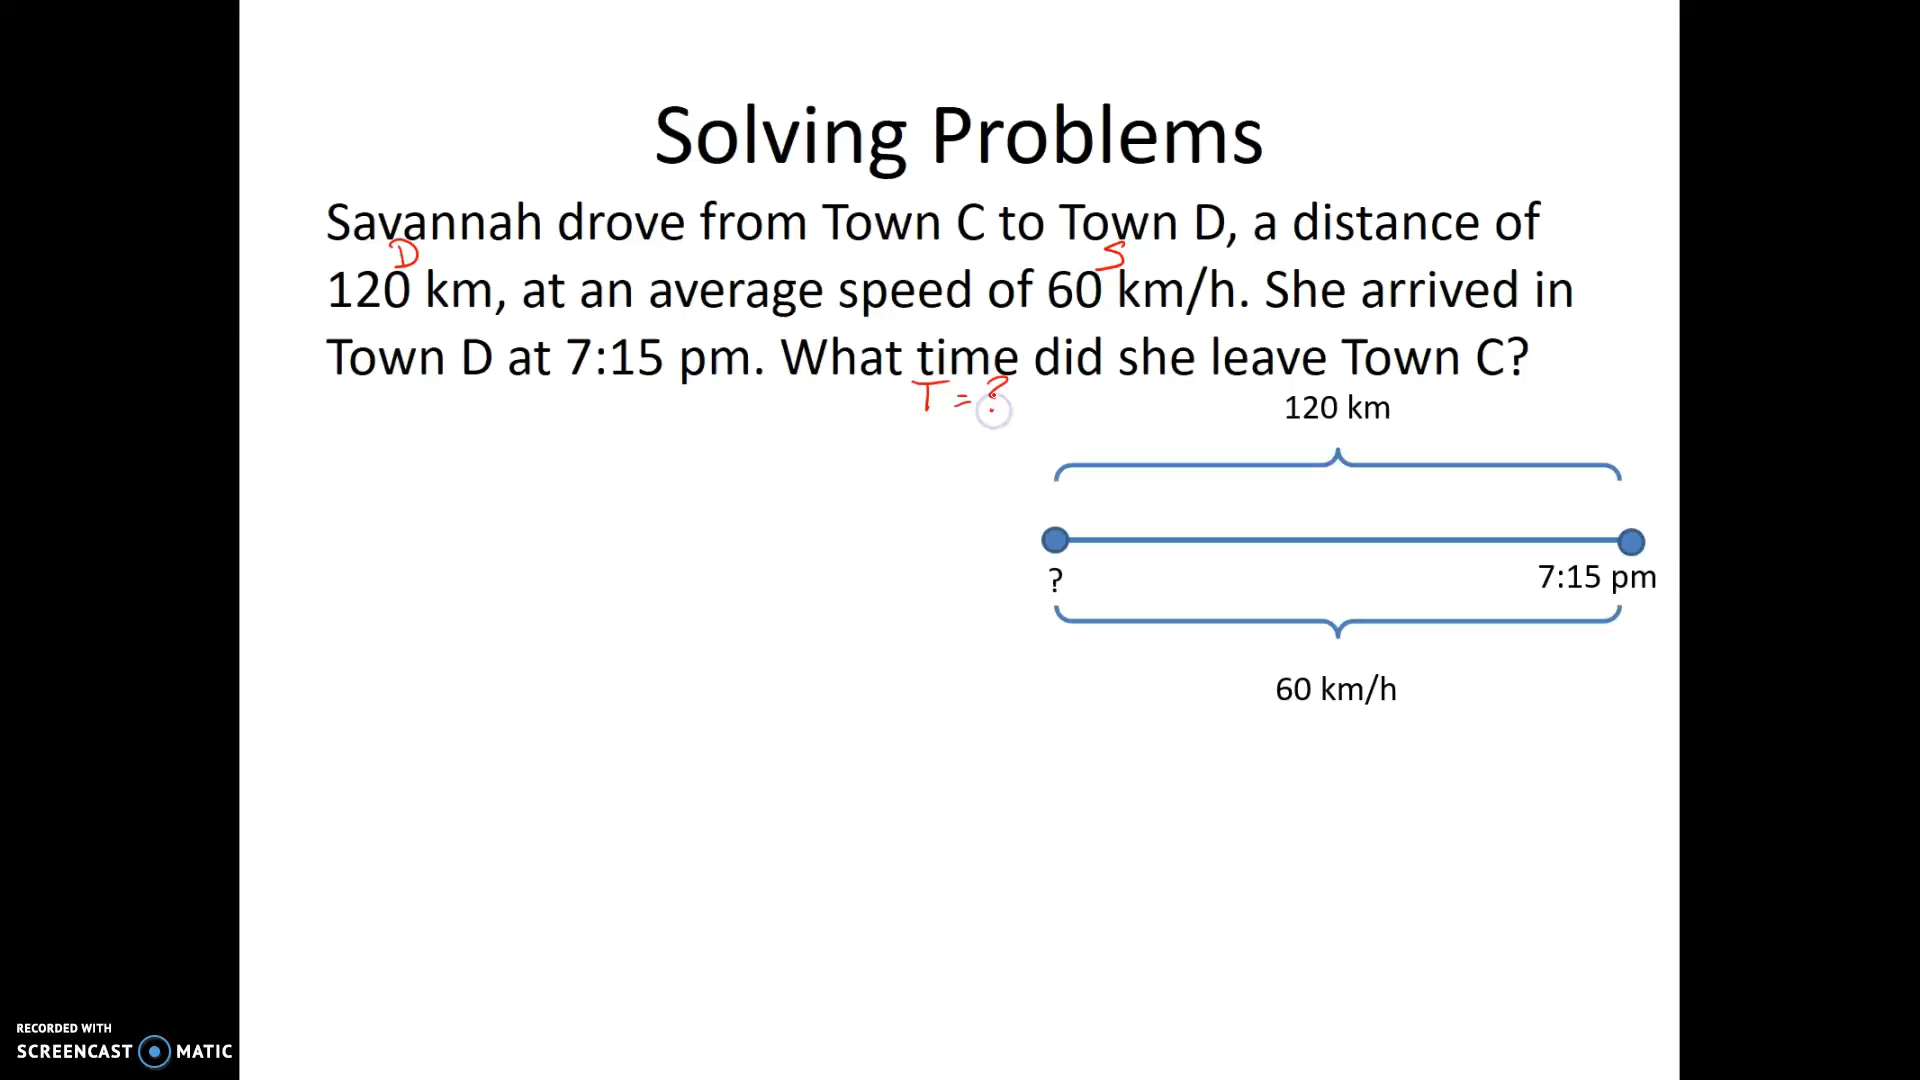 Solving Problems
Savannah drove from Town C to Town D, a distance of
D S
120 km, at an average speed of 60 km/h. She arrived in
Town D at 7:15 pm. What time did she leave Town C?
T = ?
120 km
? 7:15 pm
60 km/h
RECORDED WITH
SCREENCAST MATIC